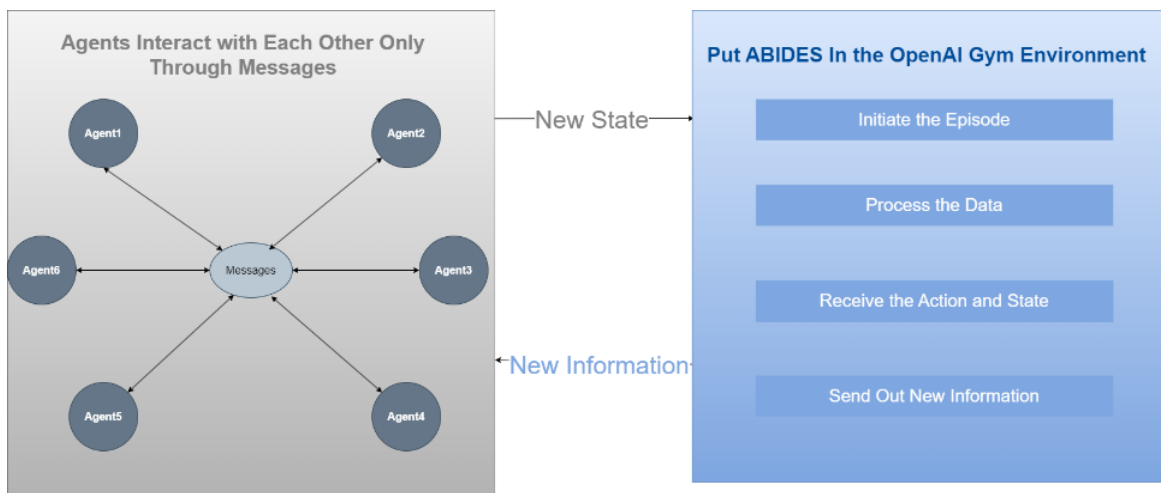 Agents Interact with Each Other Only
Through Messages
Agent1
Agent2
Agent6
Messages
Agent3
Agent5
Agent4
New State
New Information
Put ABIDES In the OpenAI Gym Environment
Initiate the Episode
Process the Data
Receive the Action and State
Send Out New Information